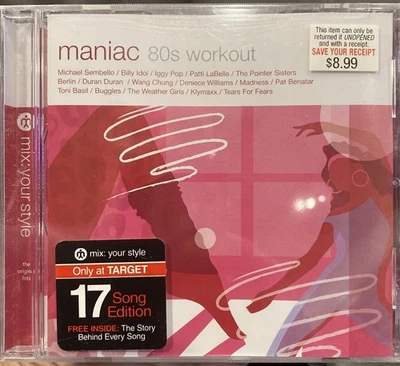 maniac 80s workout
Michael Sembello / Billy Idol / Iggy Pop / Patti LaBelle / The Pointer Sisters
Berlin / Duran Duran / Wang Chung / Deniece Williams / Madness / Pat Benatar
Toni Basil / Buggles / The Weather Girls / Klymaxx / Tears For Fears
This item can only be
returned if UNOPENED
and with a receipt.
SAVE YOUR RECEIPT
$8.99
mix:your style
the
original
hits
mix: your style
Only at TARGET
17 Song
Edition
FREE INSIDE: The Story
Behind Every Song